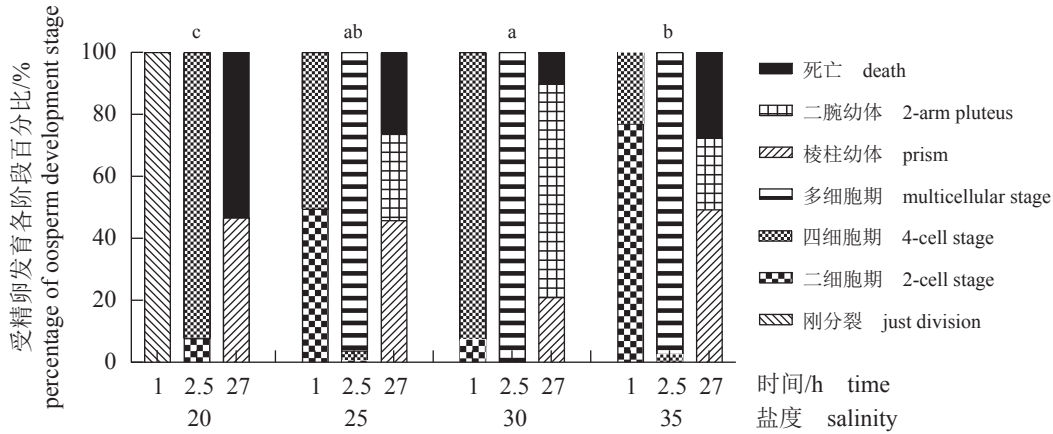 受精卵发育各阶段百分比/%
percentage of oosperm development stage
c ab a b
100
80
60
40
20
0
1 2.5 27 1 2.5 27 1 2.5 27 1 2.5 27 时间/h time
20 25 30 35 盐度 salinity
死亡 death
二腕幼体 2-arm pluteus
棱柱幼体 prism
多细胞期 multicellular stage
四细胞期 4-cell stage
二细胞期 2-cell stage
刚分裂 just division